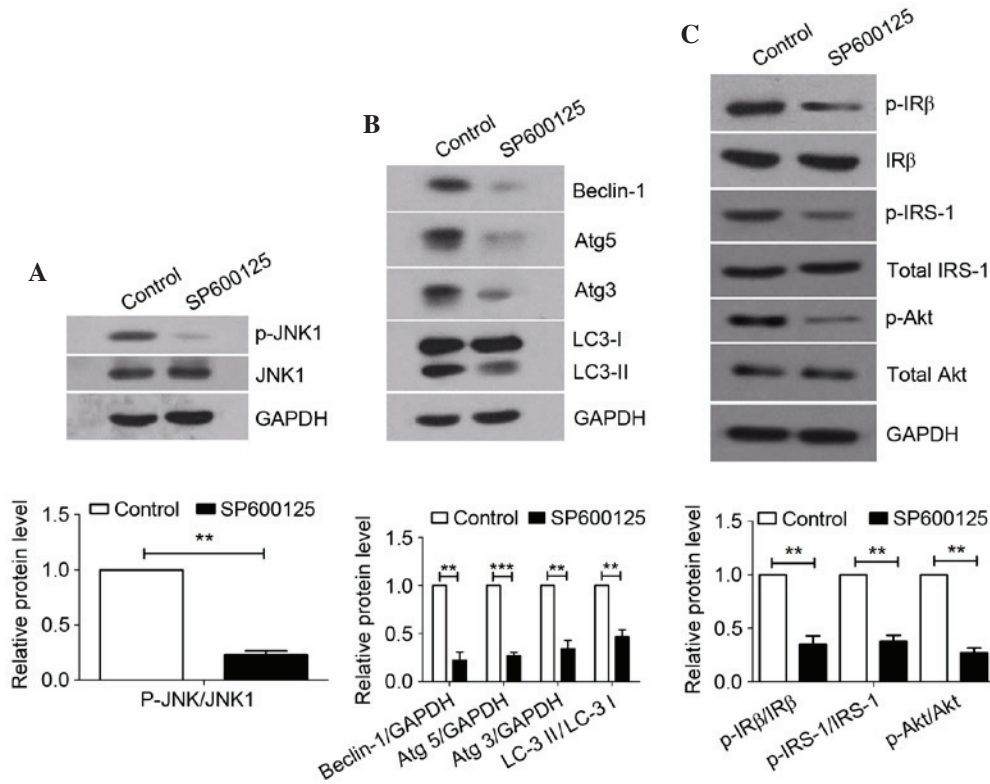 A
Control
SP600125
p-JNK1
JNK1
GAPDH
Control SP600125
**
1.5
1.0
0.5
0.0
Relative protein level
P-JNK/JNK1
B
Control
SP600125
Beclin-1
Atg5
Atg3
LC3-I
LC3-II
GAPDH
Control SP600125
** *** ** **
1.5
1.0
0.5
0.0
Relative protein level
Beclin-1/GAPDH
Atg 5/GAPDH
Atg 3/GAPDH
LC-3 II/LC-3 I
C
Control
SP600125
p-IRβ
IRβ
p-IRS-1
Total IRS-1
p-Akt
Total Akt
GAPDH
Control SP600125
** ** **
1.5
1.0
0.5
0.0
Relative protein level
p-IRβ/IRβ
p-IRS-1/IRS-1
p-Akt/Akt